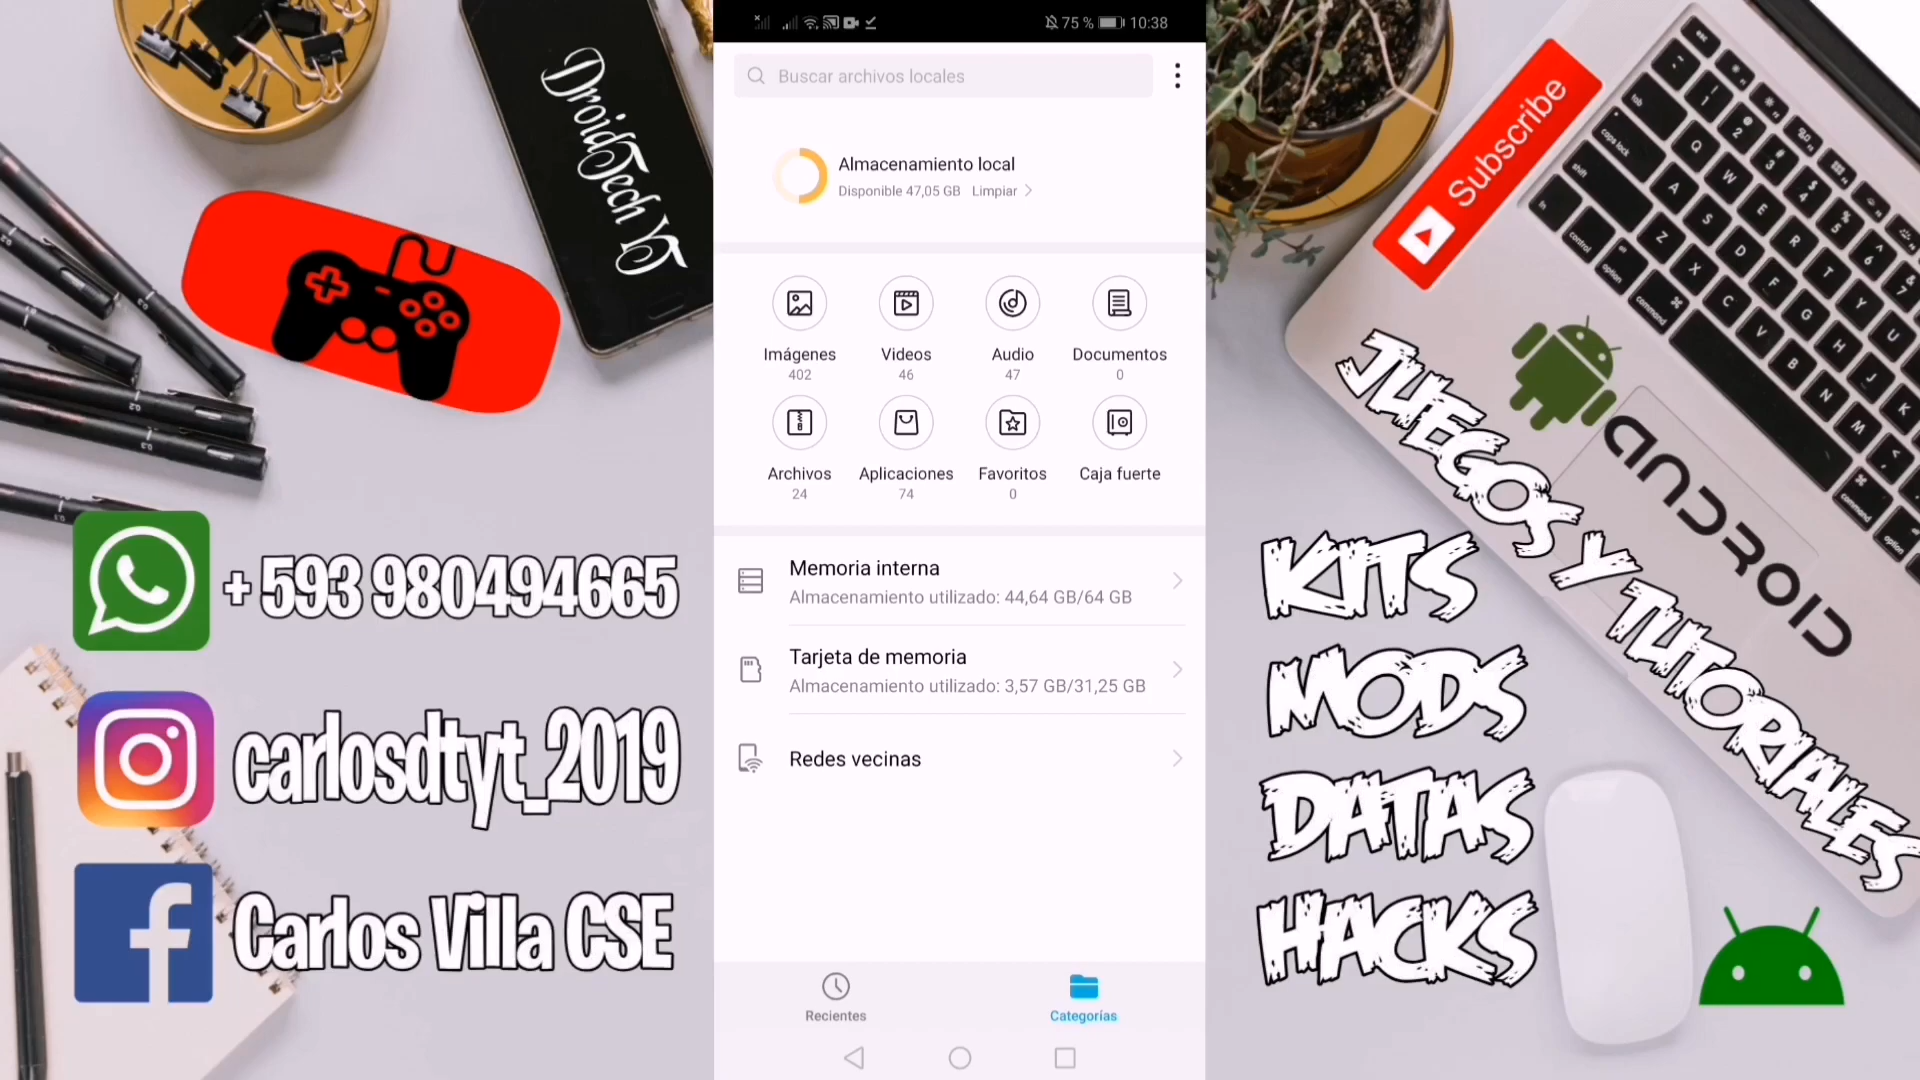 DroidTech YT
+ 593 980494665
carlosdtyt_2019
Carlos Villa CSE
75 % 10:38
Buscar archivos locales
Almacenamiento local
Disponible 47,05 GB Limpiar
Imágenes Videos Audio Documentos
402 46 47 0
Archivos Aplicaciones Favoritos Caja fuerte
24 74 0
Memoria interna
Almacenamiento utilizado: 44,64 GB/64 GB
Tarjeta de memoria
Almacenamiento utilizado: 3,57 GB/31,25 GB
Redes vecinas
Recientes Categorías
Subscribe
ANDROID
JUEGOS Y TUTORIALES
KITS
MODS
DATAS
HACKS